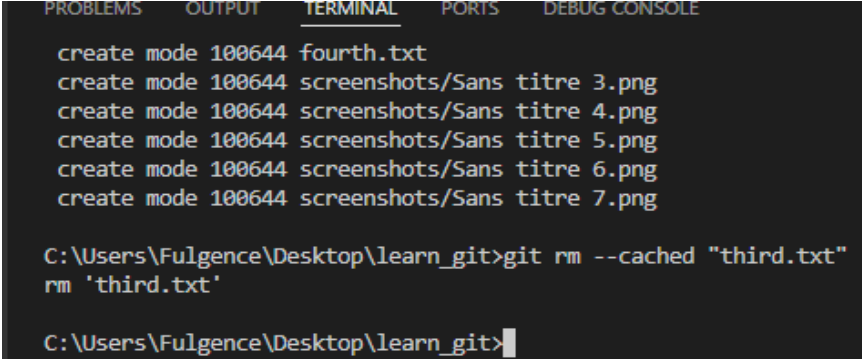 PROBLEMS OUTPUT TERMINAL PORTS DEBUG CONSOLE
create mode 100644 fourth.txt
create mode 100644 screenshots/Sans titre 3.png
create mode 100644 screenshots/Sans titre 4.png
create mode 100644 screenshots/Sans titre 5.png
create mode 100644 screenshots/Sans titre 6.png
create mode 100644 screenshots/Sans titre 7.png
C:\Users\Fulgence\Desktop\learn_git>git rm --cached "third.txt"
rm 'third.txt'
C:\Users\Fulgence\Desktop\learn_git>